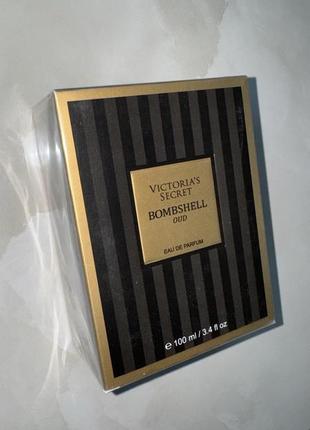 VICTORIA'S
SECRET
BOMBSHELL
OUD
EAU DE PARFUM
e 100 ml / 3.4 fl oz